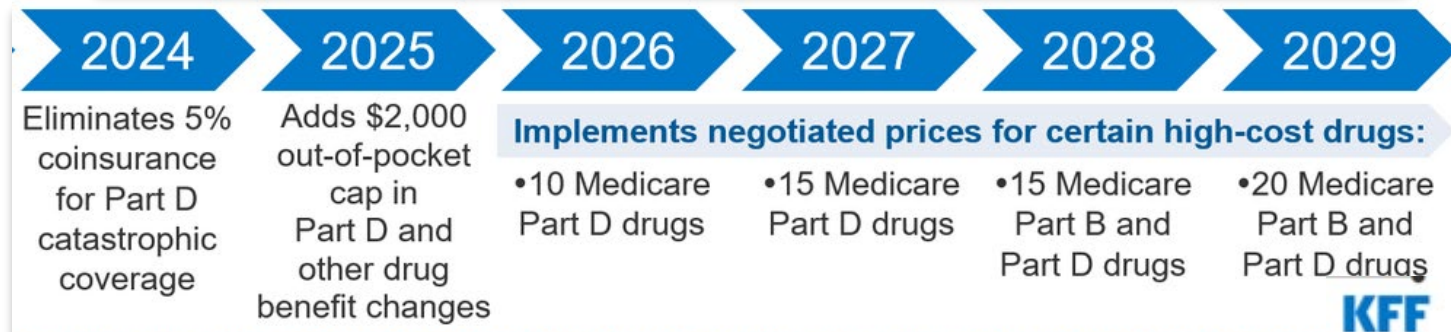 2024
2025
2026
2027
2028
2029
Eliminates 5%
coinsurance
for Part D
catastrophic
coverage
Adds $2,000
out-of-pocket
cap in
Part D and
other drug
benefit changes
Implements negotiated prices for certain high-cost drugs:
•10 Medicare
Part D drugs
•15 Medicare
Part D drugs
•15 Medicare
Part B and
Part D drugs
•20 Medicare
Part B and
Part D drugs
KFF